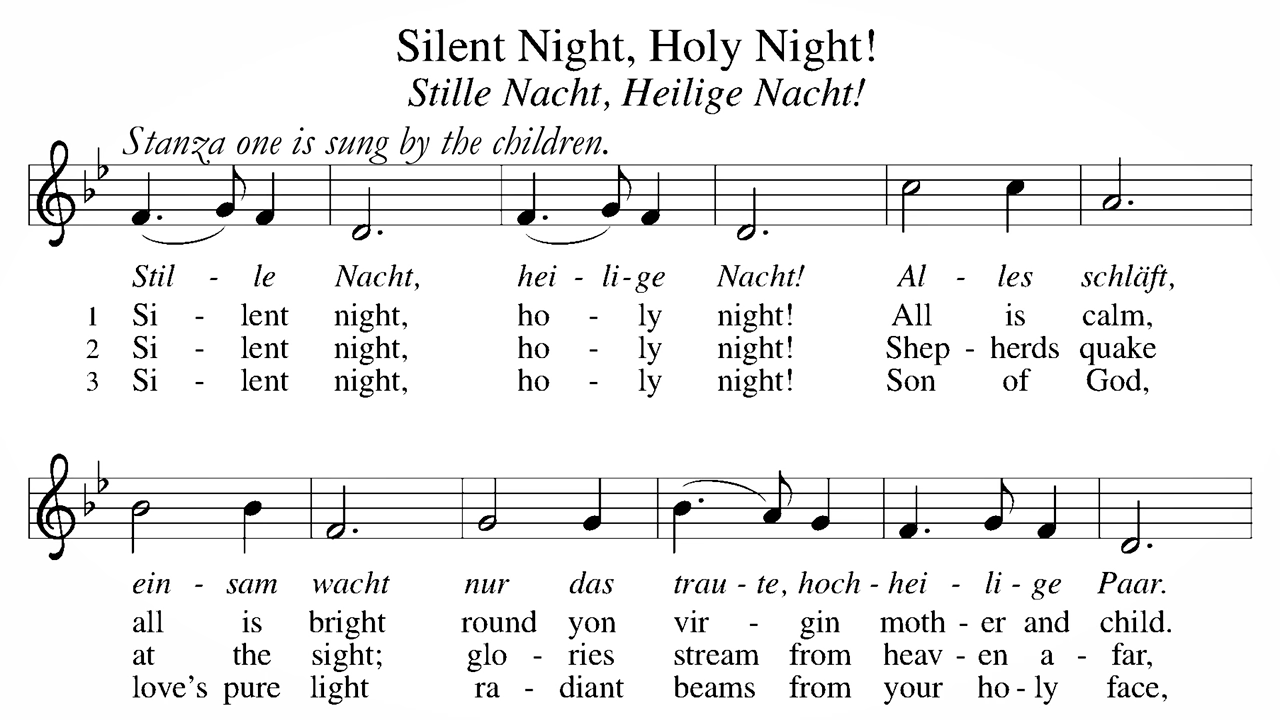 Silent Night, Holy Night!
Stille Nacht, Heilige Nacht!
Stanza one is sung by the children.
Stil - le Nacht, hei - li - ge Nacht! Al - les schläft,
1 Si - lent night, ho - ly night! All is calm,
2 Si - lent night, ho - ly night! Shep - herds quake
3 Si - lent night, ho - ly night! Son of God,
ein - sam wacht nur das trau - te, hoch - hei - li - ge Paar.
all is bright round yon vir - gin moth - er and child.
at the sight; glo - ries stream from heav - en a - far,
love's pure light ra - diant beams from your ho - ly face,